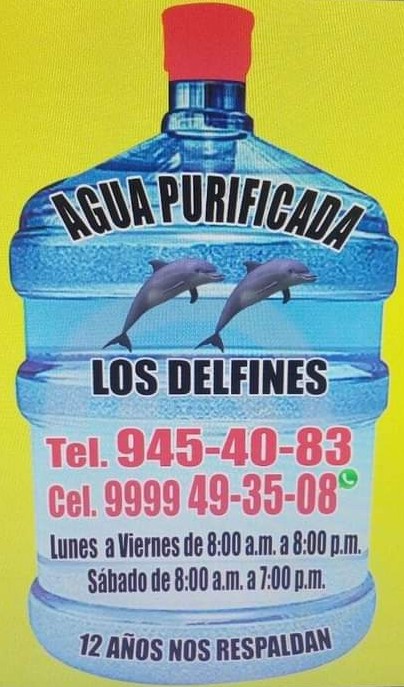 AGUA PURIFICADA
LOS DELFINES
Tel. 945-40-83
Cel. 9999 49-35-08
Lunes a Viernes de 8:00 a.m. a 8:00 p.m.
Sábado de 8:00 a.m. a 7:00 p.m.
12 AÑOS NOS RESPALDAN